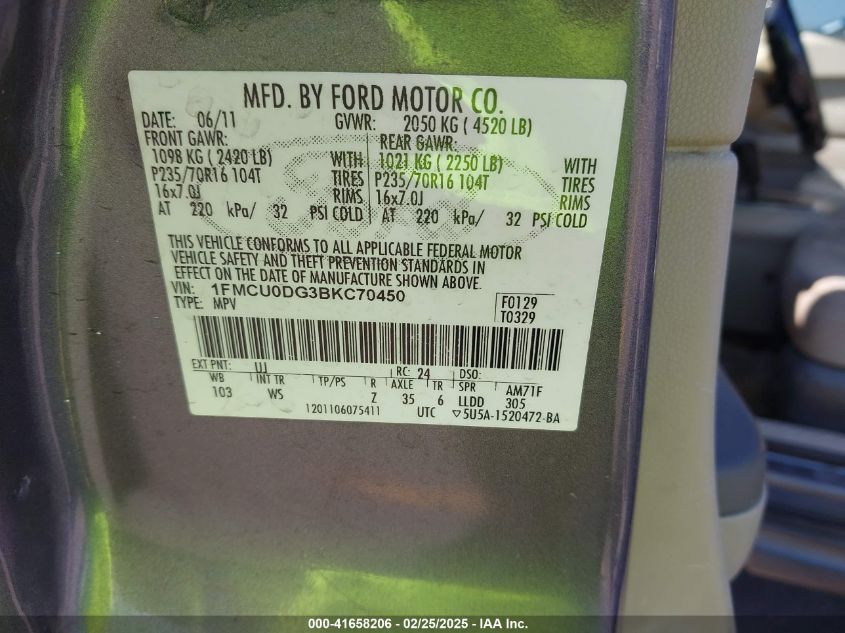 MFD. BY FORD MOTOR CO.
DATE: 06/11 GVWR: 2050 KG ( 4520 LB)
FRONT GAWR: REAR GAWR:
1098 KG ( 2420 LB) WITH 1021 KG ( 2250 LB) WITH
P235/70R16 104T TIRES P235/70R16 104T TIRES
16x7.0J RIMS 16x7.0J RIMS
AT 220 kPa/ 32 PSI COLD AT 220 kPa/ 32 PSI COLD
THIS VEHICLE CONFORMS TO ALL APPLICABLE FEDERAL MOTOR
VEHICLE SAFETY AND THEFT PREVENTION STANDARDS IN
EFFECT ON THE DATE OF MANUFACTURE SHOWN ABOVE.
VIN: 1FMCU0DG3BKC70450 F0129
TYPE: MPV T0329
EXT PNT: UJ RC: 24 DSO:
WB INT TR TP/PS R AXLE TR SPR AM71F
103 WS Z 35 6 LLDD 305
1201106075411 UTC ▽5U5A-1520472-BA
000-41658206 - 02/25/2025 - IAA Inc.